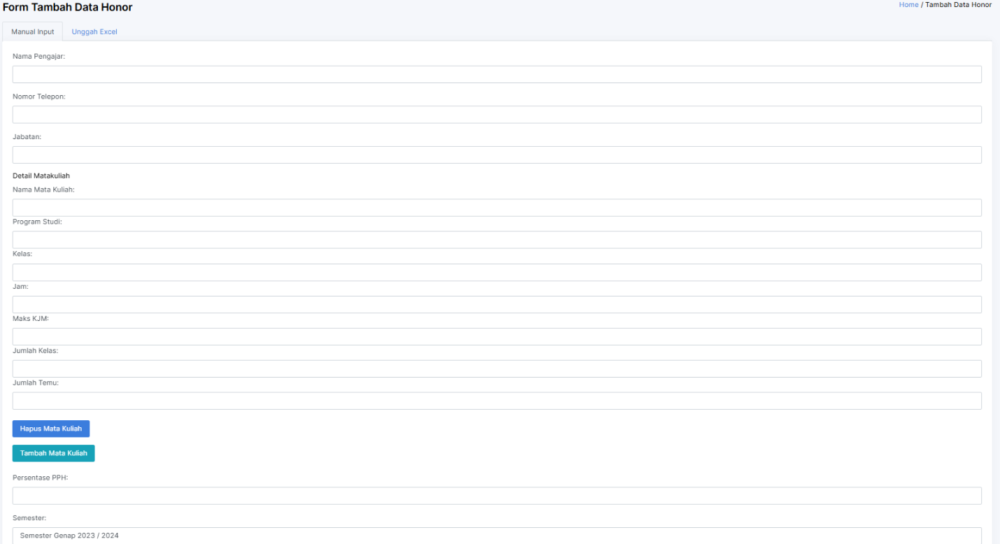 Form Tambah Data Honor
Home / Tambah Data Honor
Manual Input
Unggah Excel
Nama Pengajar:
Nomor Telepon:
Jabatan:
Detail Matakuliah
Nama Mata Kuliah:
Program Studi:
Kelas:
Jam:
Maks KJM:
Jumlah Kelas:
Jumlah Temu:
Hapus Mata Kuliah
Tambah Mata Kuliah
Persentase PPH:
Semester:
Semester Genap 2023 / 2024